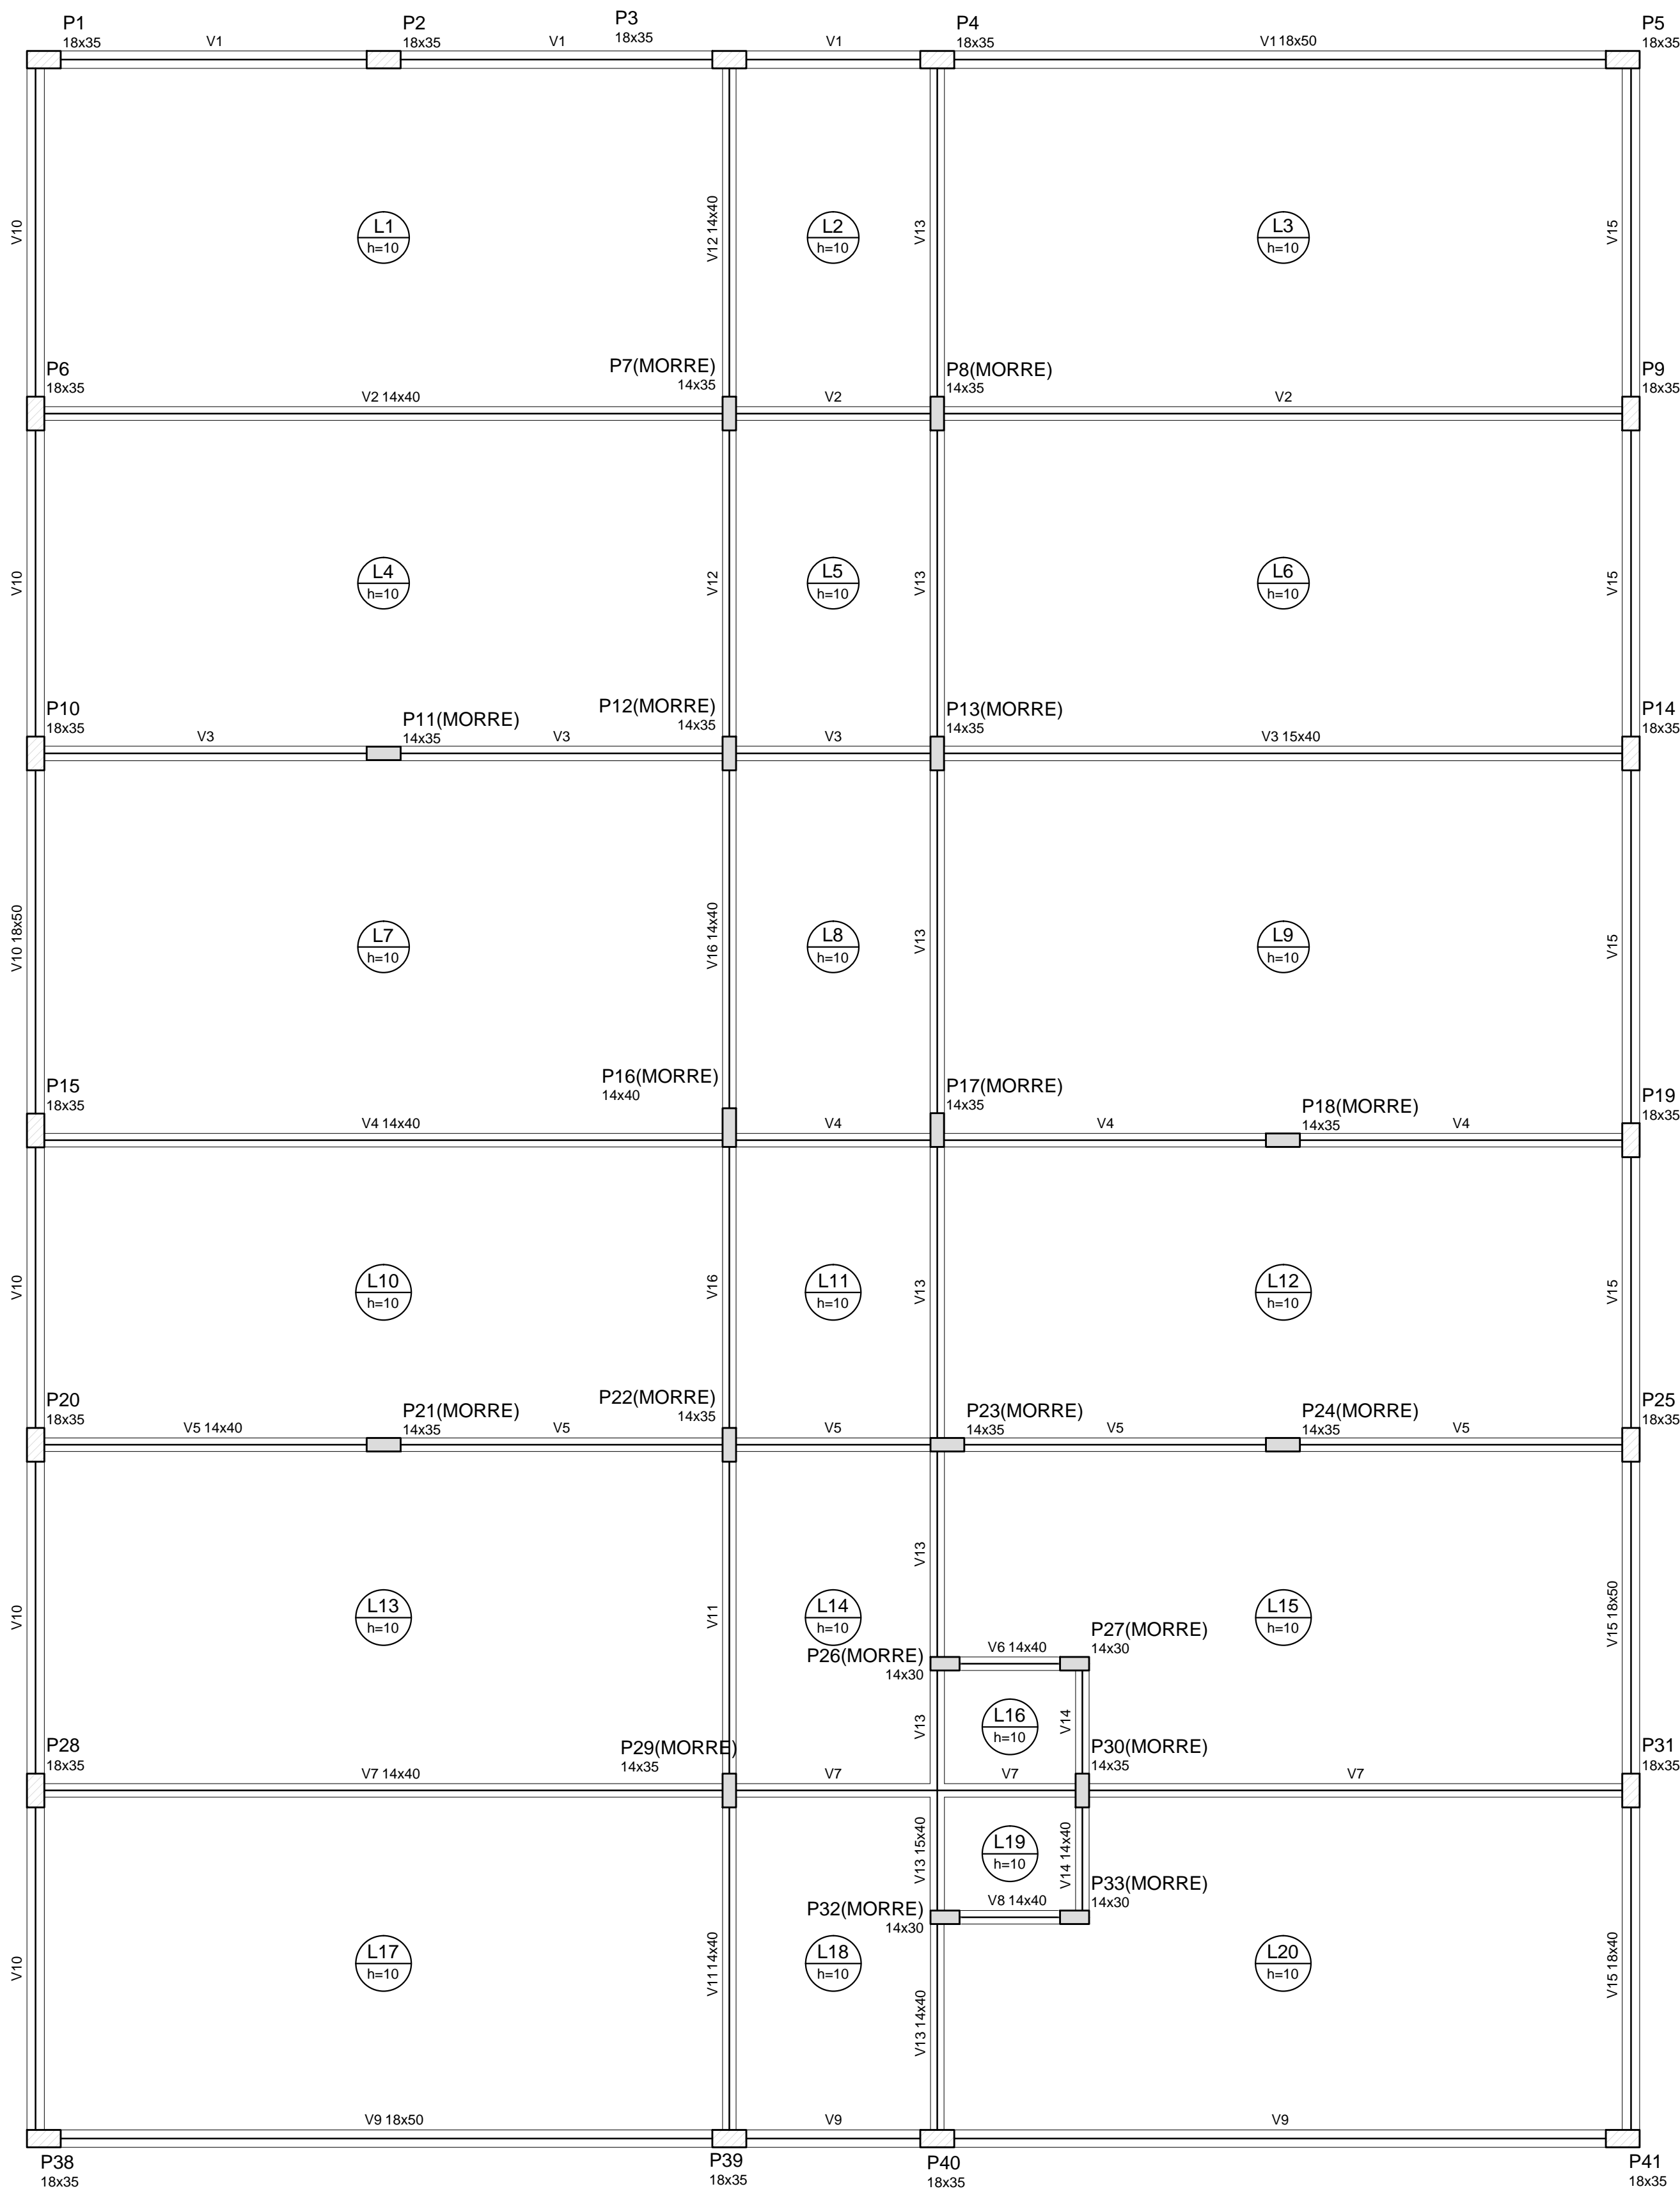 P1
18x35
V1
P2
18x35
V1
P3
18x35
V1
P4
18x35
V1 18x50
P5
18x35
V10
L1
h=10
V12 14x40
L2
h=10
V13
L3
h=10
V15
P6
18x35
V2 14x40
P7(MORRE)
14x35
V2
P8(MORRE)
14x35
V2
P9
18x35
V10
L4
h=10
V12
L5
h=10
V13
L6
h=10
V15
P10
18x35
V3
P11(MORRE)
14x35
V3
P12(MORRE)
14x35
V3
P13(MORRE)
14x35
V3 15x40
P14
18x35
V10 18x50
L7
h=10
V16 14x40
L8
h=10
V13
L9
h=10
V15
P15
18x35
V4 14x40
P16(MORRE)
14x40
V4
P17(MORRE)
14x35
V4
P18(MORRE)
14x35
V4
P19
18x35
V10
L10
h=10
V16
L11
h=10
V13
L12
h=10
V15
P20
18x35
V5 14x40
P21(MORRE)
14x35
V5
P22(MORRE)
14x35
V5
P23(MORRE)
14x35
V5
P24(MORRE)
14x35
V5
P25
18x35
V13
V10
L13
h=10
V11
L14
h=10
L15
h=10
V15 18x50
P26(MORRE)
14x30
V6 14x40
P27(MORRE)
14x30
V13
L16
h=10
V14
P28
18x35
V7 14x40
P29(MORRE)
14x35
V7
V7
P30(MORRE)
14x35
V7
P31
18x35
V13 15x40
L19
h=10
V14 14x40
P32(MORRE)
14x30
V8 14x40
P33(MORRE)
14x30
V10
L17
h=10
V11 14x40
L18
h=10
V13 14x40
L20
h=10
V15 18x40
V9 18x50
V9
V9
P38
18x35
P39
18x35
P40
18x35
P41
18x35